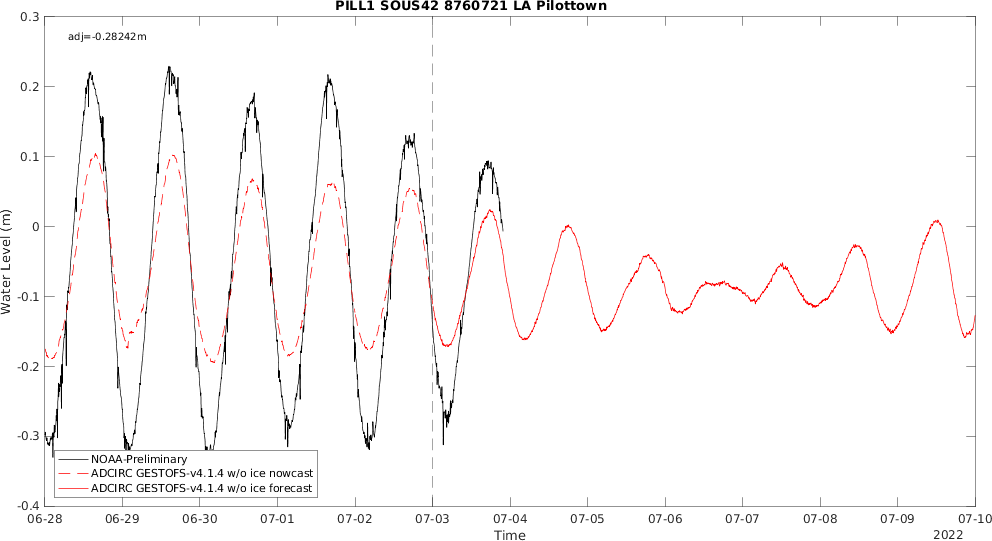 PILL1 SOUS42 8760721 LA Pilottown
adj=-0.28242m
Water Level (m)
0.3
0.2
0.1
0
-0.1
-0.2
-0.3
-0.4
NOAA-Preliminary
ADCIRC GESTOFS-v4.1.4 w/o ice nowcast
ADCIRC GESTOFS-v4.1.4 w/o ice forecast
06-28 06-29 06-30 07-01 07-02 07-03 07-04 07-05 07-06 07-07 07-08 07-09 07-10
Time
2022